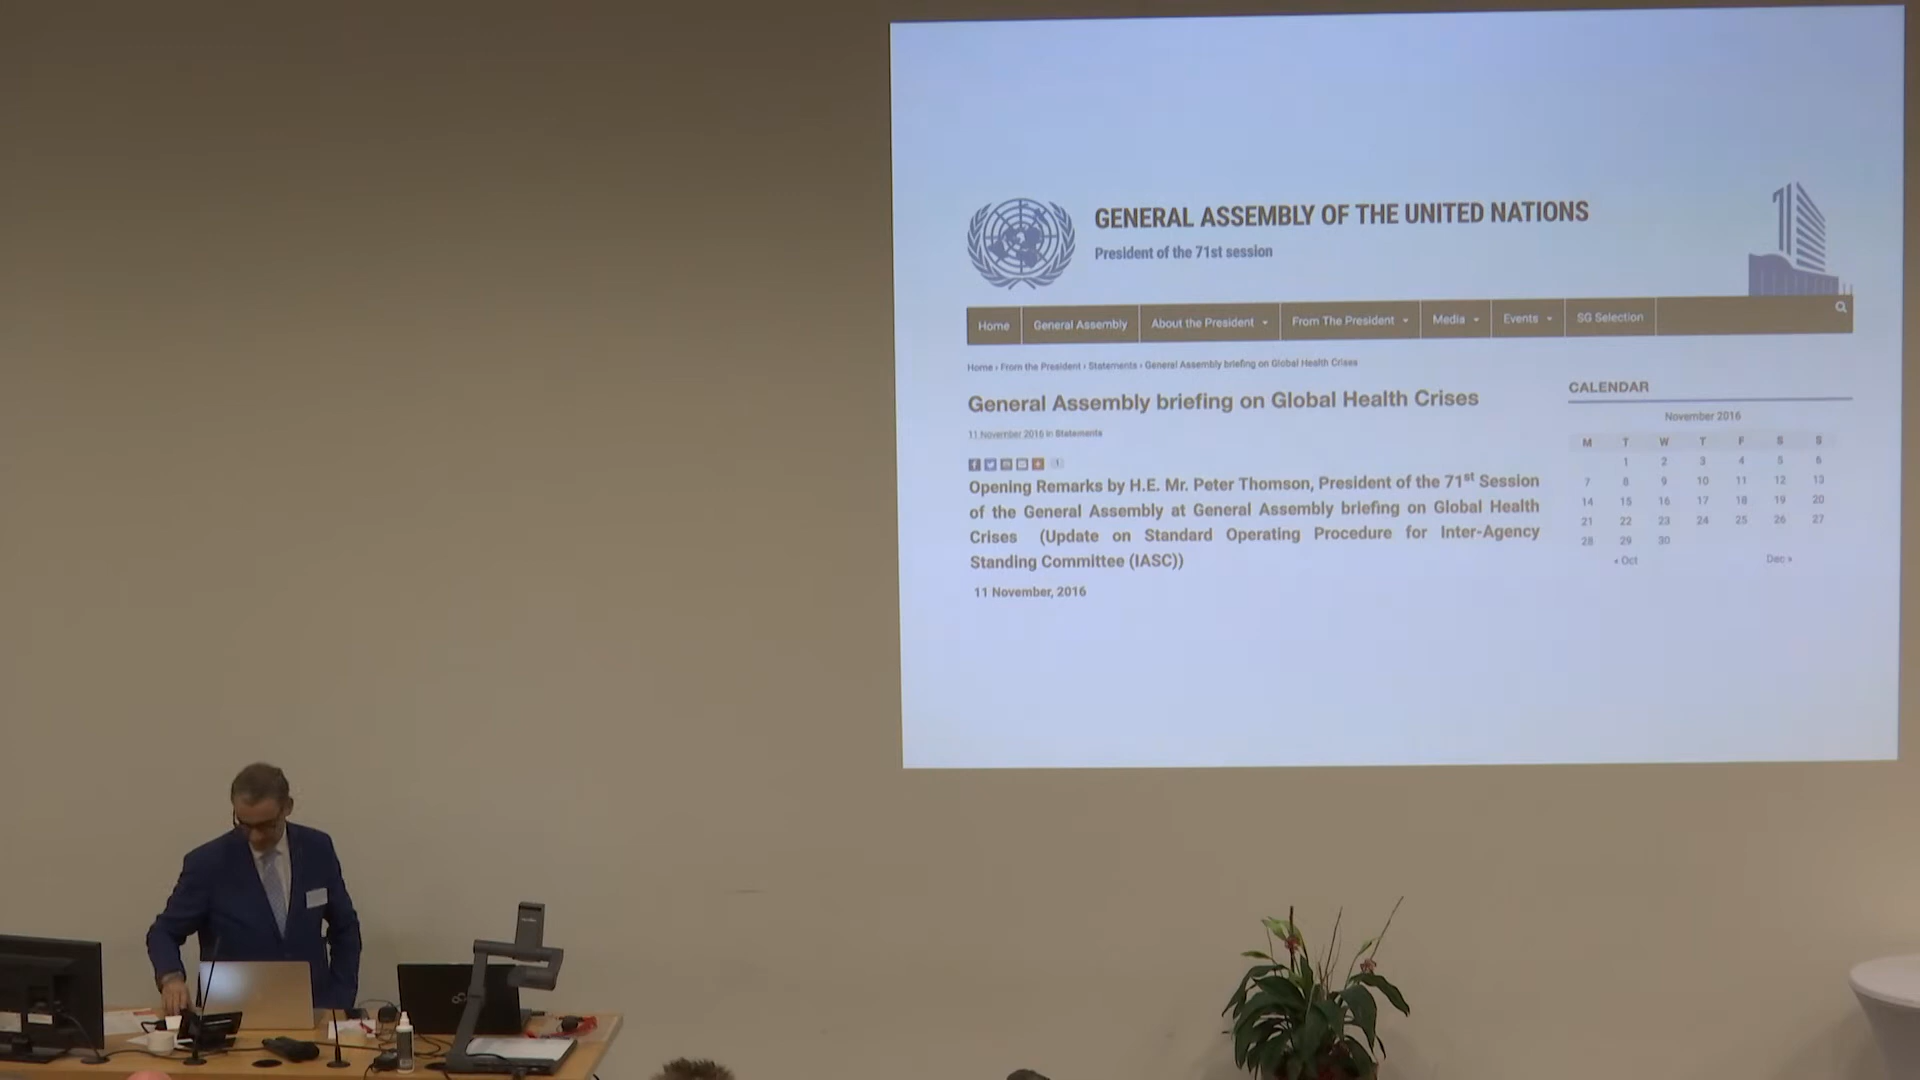 GENERAL ASSEMBLY OF THE UNITED NATIONS
President of the 71st session
Home General Assembly About the President From The President Media Events SG Selection
Home › From the President › Statements › General Assembly briefing on Global Health Crises
General Assembly briefing on Global Health Crises
11 November 2016 in Statements
Opening Remarks by H.E. Mr. Peter Thomson, President of the 71st Session
of the General Assembly at General Assembly briefing on Global Health
Crises (Update on Standard Operating Procedure for Inter-Agency
Standing Committee (IASC))
11 November, 2016
CALENDAR
November 2016
M T W T F S S
1 2 3 4 5 6
7 8 9 10 11 12 13
14 15 16 17 18 19 20
21 22 23 24 25 26 27
28 29 30
« Oct Dec »